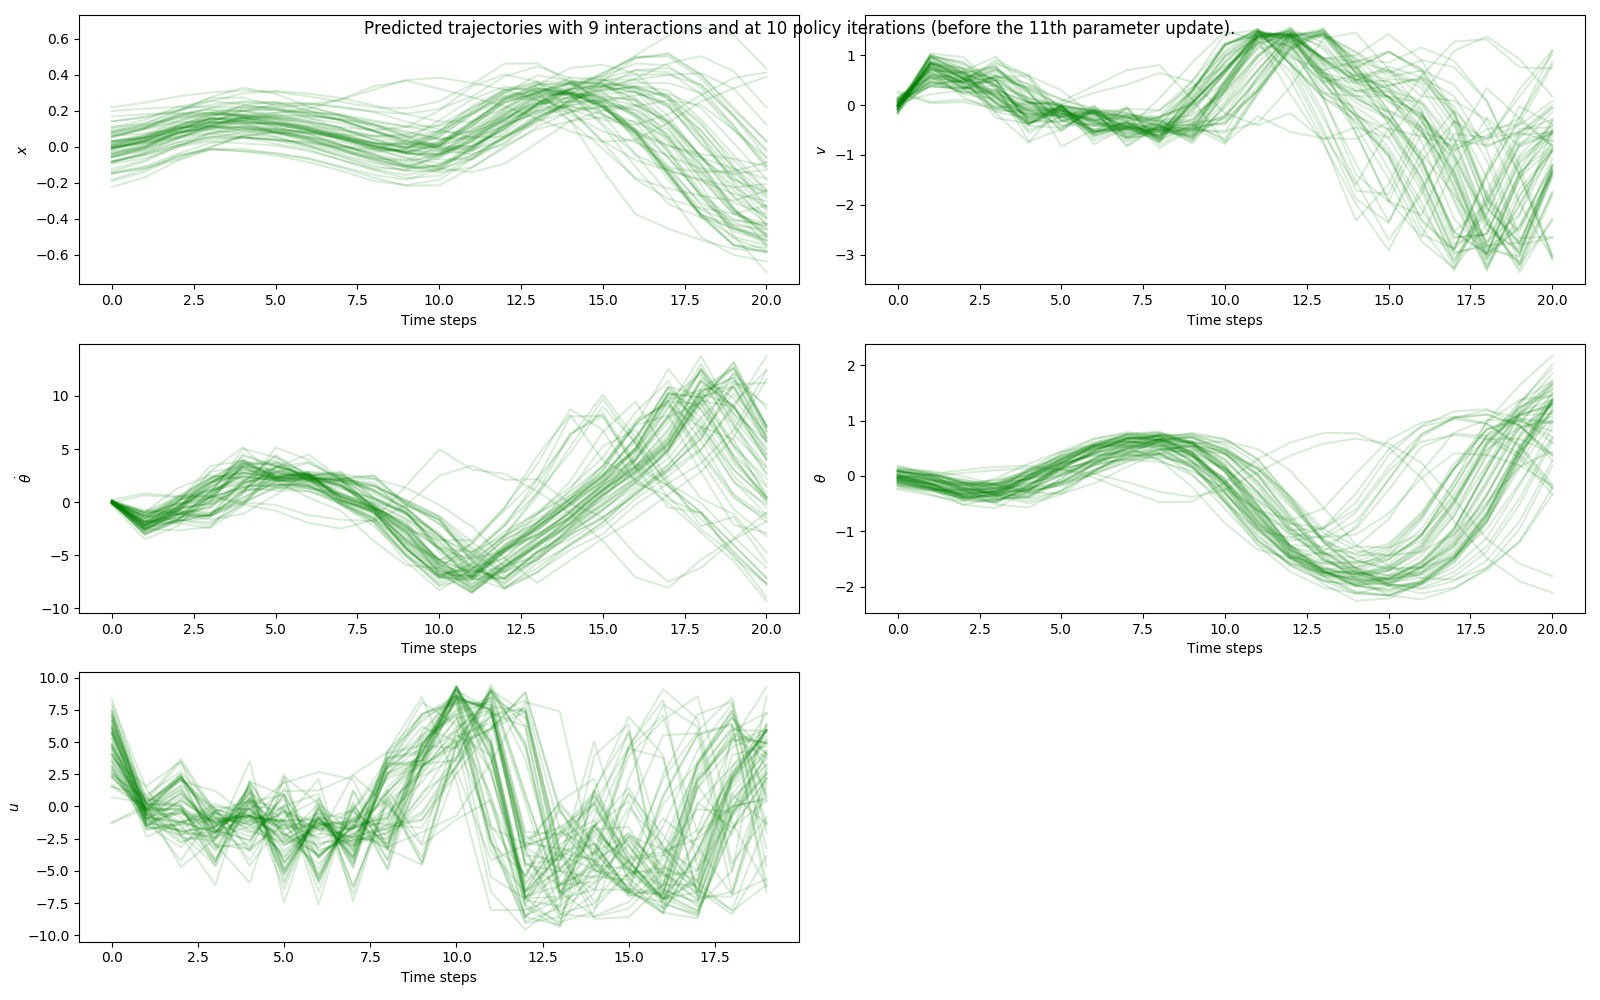 Predicted trajectories with 9 interactions and at 10 policy iterations (before the 11th parameter update).
0.6
0.4
0.2
0.0
−0.2
−0.4
−0.6
x
0.0 2.5 5.0 7.5 10.0 12.5 15.0 17.5 20.0
Time steps
1
0
−1
−2
−3
v
0.0 2.5 5.0 7.5 10.0 12.5 15.0 17.5 20.0
Time steps
10
5
0
−5
−10
θ̇
0.0 2.5 5.0 7.5 10.0 12.5 15.0 17.5 20.0
Time steps
2
1
0
−1
−2
θ
0.0 2.5 5.0 7.5 10.0 12.5 15.0 17.5 20.0
Time steps
10.0
7.5
5.0
2.5
0.0
−2.5
−5.0
−7.5
−10.0
u
0.0 2.5 5.0 7.5 10.0 12.5 15.0 17.5
Time steps